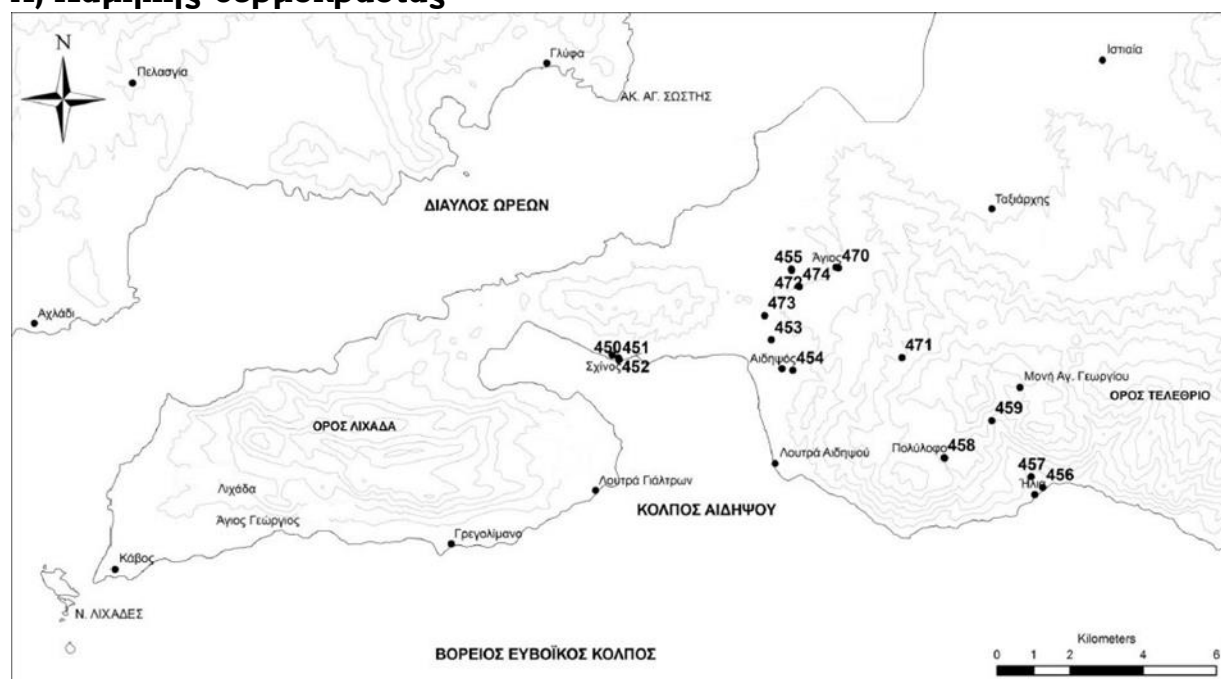 Α) Χαμηλής θερμοκρασίας
N
Πελασγία
Γλύφα
Ιστιαία
ΑΚ. ΑΓ. ΣΩΣΤΗΣ
ΔΙΑΥΛΟΣ ΩΡΕΩΝ
Ταξιάρχης
455
Άγιος 470
472 474
Αχλάδι
473
453
450 451
Σχίνος 452
Αιδηψός 454
471
Μονή Αγ. Γεωργίου
ΟΡΟΣ ΤΕΛΕΘΡΙΟ
ΟΡΟΣ ΛΙΧΑΔΑ
459
Πολύλοφο 458
Λουτρά Αιδηψού
457
456
Ήλια
Λιχάδα
Λουτρά Γιάλτρων
ΚΟΛΠΟΣ ΑΙΔΗΨΟΥ
Άγιος Γεώργιος
Γρεγολίμανο
Κάβος
Ν. ΛΙΧΑΔΕΣ
ΒΟΡΕΙΟΣ ΕΥΒΟΪΚΟΣ ΚΟΛΠΟΣ
Kilometers
0 1 2 4 6